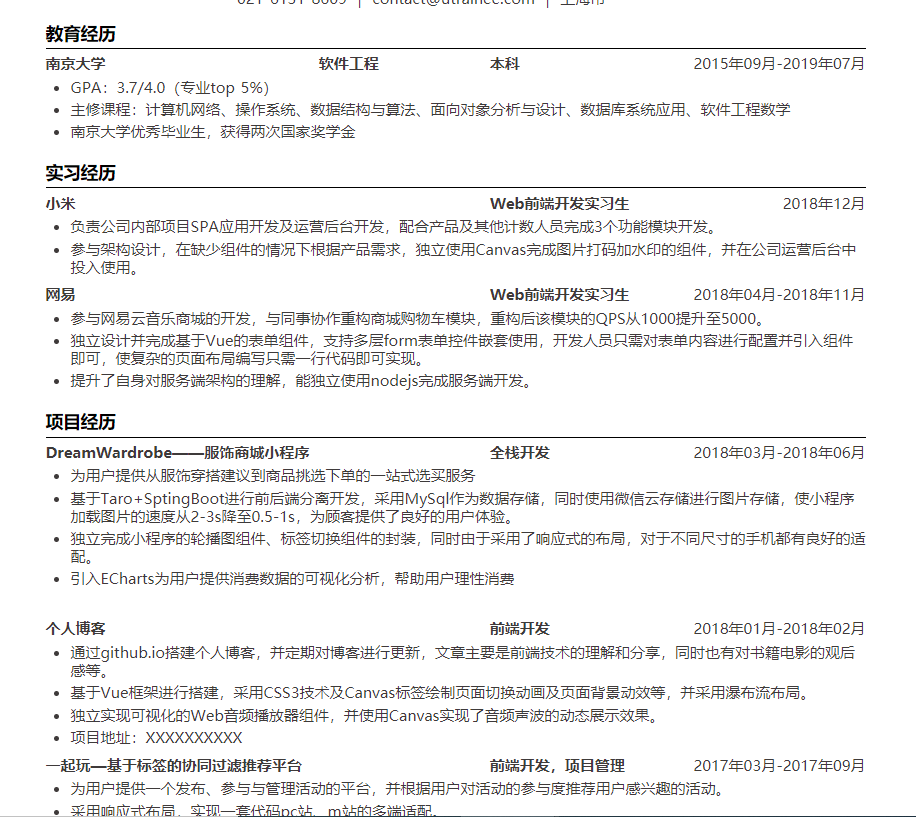 021-6151-8609 | contact@utrainee.com | 上海市
教育经历
南京大学 软件工程 本科 2015年09月-2019年07月
• GPA：3.7/4.0（专业top 5%）
• 主修课程：计算机网络、操作系统、数据结构与算法、面向对象分析与设计、数据库系统应用、软件工程数学
• 南京大学优秀毕业生，获得两次国家奖学金
实习经历
小米 Web前端开发实习生 2018年12月
• 负责公司内部项目SPA应用开发及运营后台开发，配合产品及其他计数人员完成3个功能模块开发。
• 参与架构设计，在缺少组件的情况下根据产品需求，独立使用Canvas完成图片打码加水印的组件，并在公司运营后台中
投入使用。
网易 Web前端开发实习生 2018年04月-2018年11月
• 参与网易云音乐商城的开发，与同事协作重构商城购物车模块，重构后该模块的QPS从1000提升至5000。
• 独立设计并完成基于Vue的表单组件，支持多层form表单控件嵌套使用，开发人员只需对表单内容进行配置并引入组件
即可，使复杂的页面布局编写只需一行代码即可实现。
• 提升了自身对服务端架构的理解，能独立使用nodejs完成服务端开发。
项目经历
DreamWardrobe——服饰商城小程序 全栈开发 2018年03月-2018年06月
• 为用户提供从服饰穿搭建议到商品挑选下单的一站式选买服务
• 基于Taro+SptingBoot进行前后端分离开发，采用MySql作为数据存储，同时使用微信云存储进行图片存储，使小程序
加载图片的速度从2-3s降至0.5-1s，为顾客提供了良好的用户体验。
• 独立完成小程序的轮播图组件、标签切换组件的封装，同时由于采用了响应式的布局，对于不同尺寸的手机都有良好的适
配。
• 引入ECharts为用户提供消费数据的可视化分析，帮助用户理性消费
个人博客 前端开发 2018年01月-2018年02月
• 通过github.io搭建个人博客，并定期对博客进行更新，文章主要是前端技术的理解和分享，同时也有对书籍电影的观后
感等。
• 基于Vue框架进行搭建，采用CSS3技术及Canvas标签绘制页面切换动画及页面背景动效等，并采用瀑布流布局。
• 独立实现可视化的Web音频播放器组件，并使用Canvas实现了音频声波的动态展示效果。
• 项目地址：XXXXXXXXXX
一起玩—基于标签的协同过滤推荐平台 前端开发，项目管理 2017年03月-2017年09月
• 为用户提供一个发布、参与与管理活动的平台，并根据用户对活动的参与度推荐用户感兴趣的活动。
• 采用响应式布局，实现一套代码pc站、m站的多端适配。